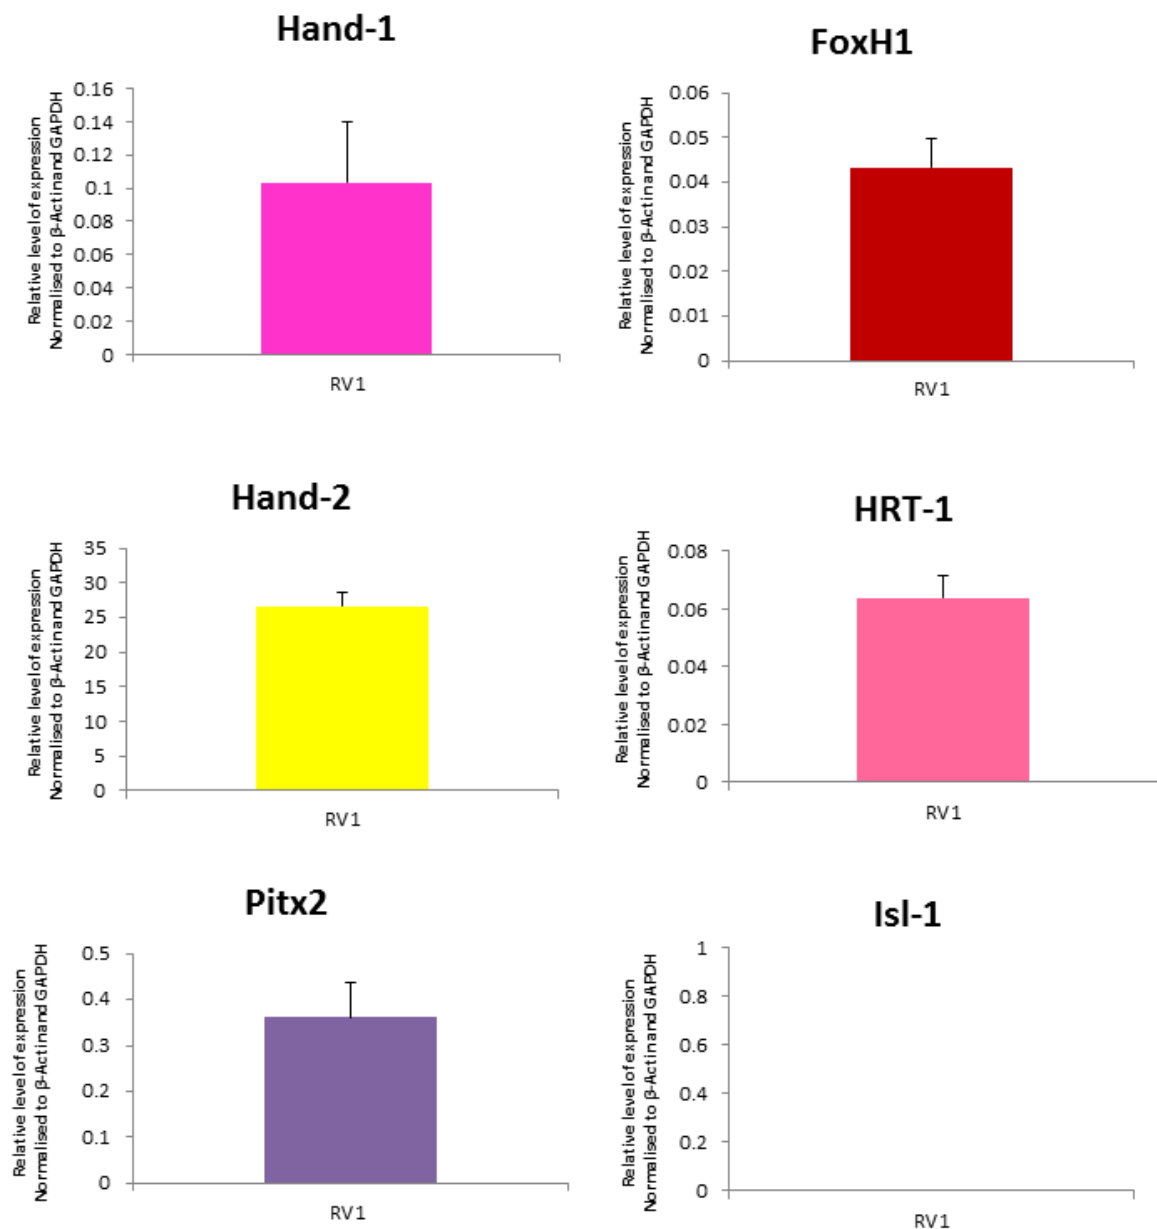 Hand-1
Relative level of expression
Normalised to β-Actin and GAPDH
0.16
0.14
0.12
0.1
0.08
0.06
0.04
0.02
0
RV1
FoxH1
Relative level of expression
Normalised to β-Actin and GAPDH
0.06
0.05
0.04
0.03
0.02
0.01
0
RV1
Hand-2
Relative level of expression
Normalised to β-Actin and GAPDH
35
30
25
20
15
10
5
0
RV1
HRT-1
Relative level of expression
Normalised to β-Actin and GAPDH
0.08
0.06
0.04
0.02
0
RV1
Pitx2
Relative level of expression
Normalised to β-Actin and GAPDH
0.5
0.4
0.3
0.2
0.1
0
RV1
Isl-1
Relative level of expression
Normalised to β-Actin and GAPDH
1
0.8
0.6
0.4
0.2
0
RV1